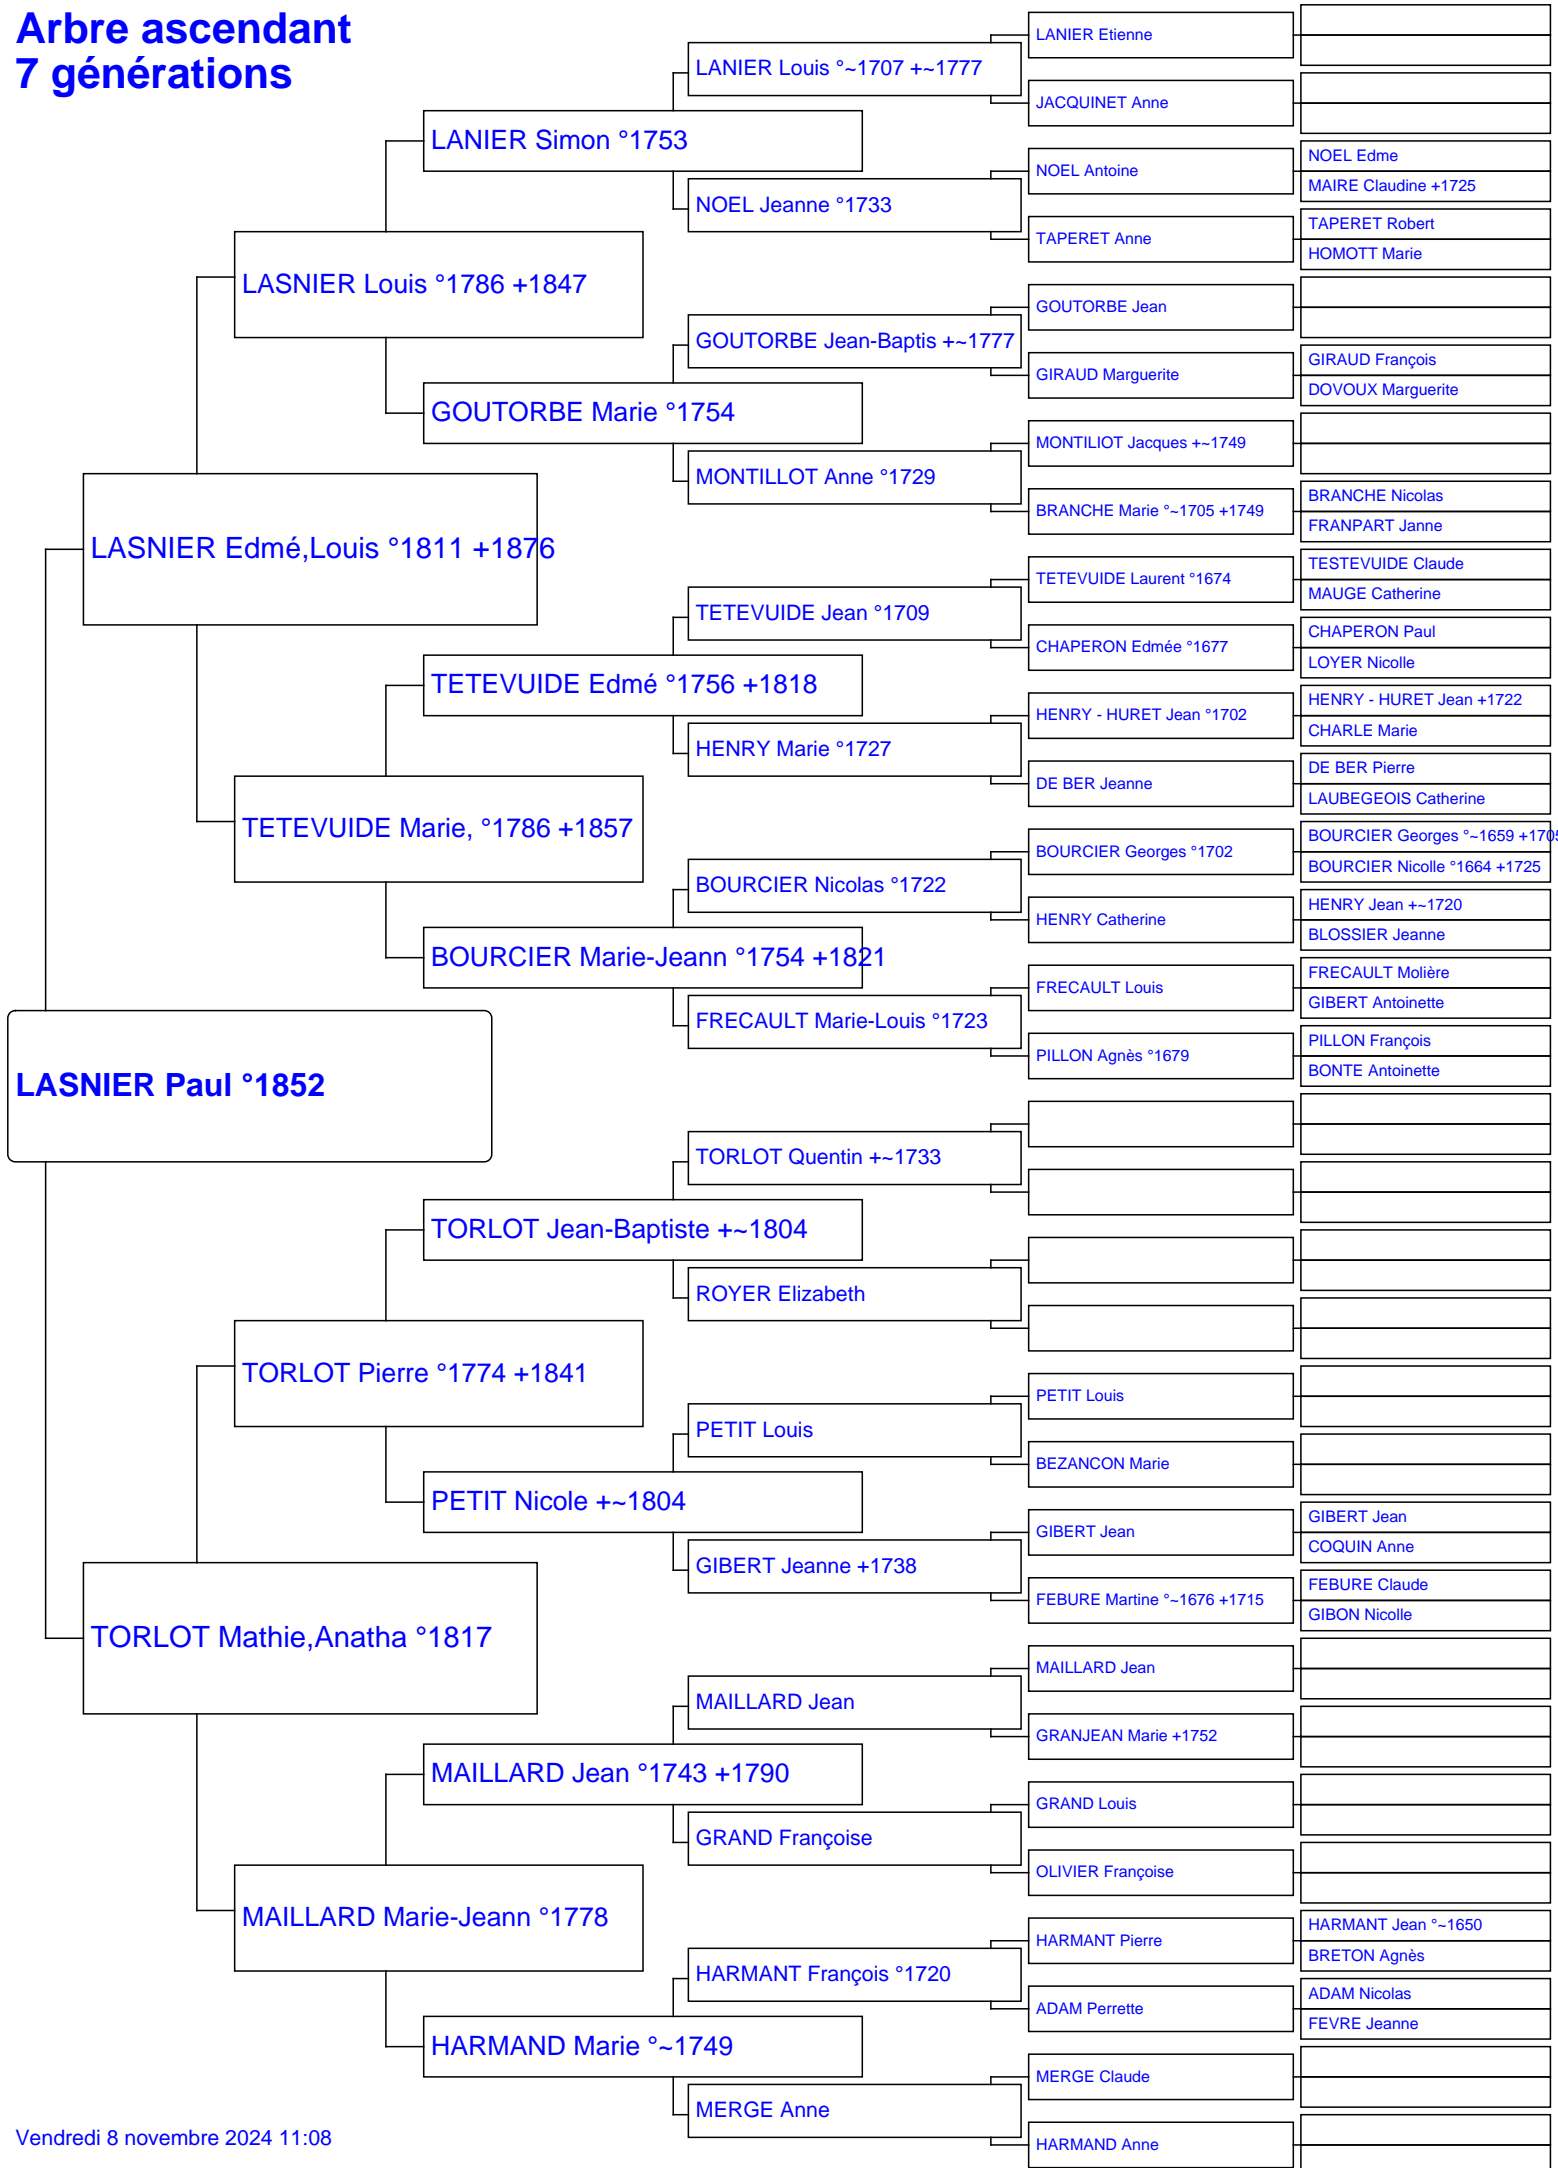 Arbre ascendant
7 générations
LASNIER Paul °1852
LASNIER Edmé,Louis °1811 +1876
TORLOT Mathie,Anatha °1817
LASNIER Louis °1786 +1847
TETEVUIDE Marie, °1786 +1857
TORLOT Pierre °1774 +1841
MAILLARD Marie-Jeann °1778
LANIER Simon °1753
GOUTORBE Marie °1754
TETEVUIDE Edmé °1756 +1818
BOURCIER Marie-Jeann °1754 +1821
TORLOT Jean-Baptiste +~1804
PETIT Nicole +~1804
MAILLARD Jean °1743 +1790
HARMAND Marie °~1749
LANIER Louis °~1707 +~1777
NOEL Jeanne °1733
GOUTORBE Jean-Baptis +~1777
MONTILLOT Anne °1729
TETEVUIDE Jean °1709
HENRY Marie °1727
BOURCIER Nicolas °1722
FRECAULT Marie-Louis °1723
TORLOT Quentin +~1733
ROYER Elizabeth
PETIT Louis
GIBERT Jeanne +1738
MAILLARD Jean
GRAND Françoise
HARMANT François °1720
MERGE Anne
LANIER Etienne
JACQUINET Anne
NOEL Antoine
TAPERET Anne
GOUTORBE Jean
GIRAUD Marguerite
MONTILIOT Jacques +~1749
BRANCHE Marie °~1705 +1749
TETEVUIDE Laurent °1674
CHAPERON Edmée °1677
HENRY - HURET Jean °1702
DE BER Jeanne
BOURCIER Georges °1702
HENRY Catherine
FRECAULT Louis
PILLON Agnès °1679
PETIT Louis
BEZANCON Marie
GIBERT Jean
FEBURE Martine °~1676 +1715
MAILLARD Jean
GRANJEAN Marie +1752
GRAND Louis
OLIVIER Françoise
HARMANT Pierre
ADAM Perrette
MERGE Claude
HARMAND Anne
NOEL Edme
MAIRE Claudine +1725
TAPERET Robert
HOMOTT Marie
GIRAUD François
DOVOUX Marguerite
BRANCHE Nicolas
FRANPART Janne
TESTEVUIDE Claude
MAUGE Catherine
CHAPERON Paul
LOYER Nicolle
HENRY - HURET Jean +1722
CHARLE Marie
DE BER Pierre
LAUBEGEOIS Catherine
BOURCIER Georges °~1659 +1705
BOURCIER Nicolle °1664 +1725
HENRY Jean +~1720
BLOSSIER Jeanne
FRECAULT Molière
GIBERT Antoinette
PILLON François
BONTE Antoinette
GIBERT Jean
COQUIN Anne
FEBURE Claude
GIBON Nicolle
HARMANT Jean °~1650
BRETON Agnès
ADAM Nicolas
FEVRE Jeanne
Vendredi 8 novembre 2024 11:08